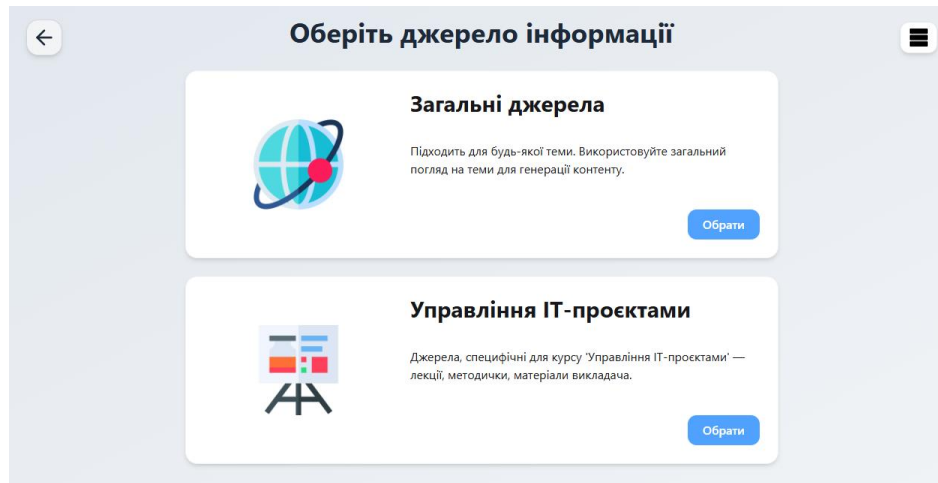 Оберіть джерело інформації
Загальні джерела
Підходить для будь-якої теми. Використовуйте загальний
погляд на теми для генерації контенту.
Обрати
Управління ІТ-проєктами
Джерела, специфічні для курсу 'Управління ІТ-проєктами' —
лекції, методички, матеріали викладача.
Обрати